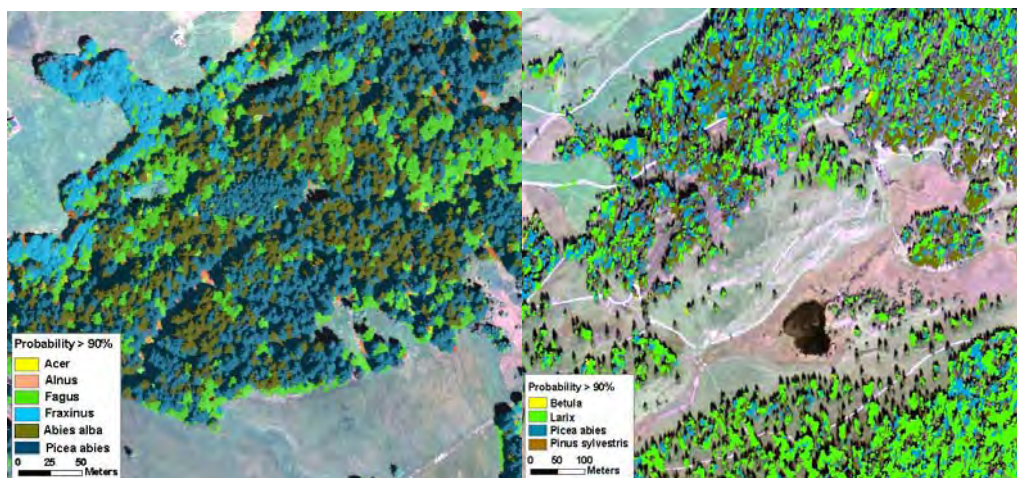 Probability > 90%
Acer
Alnus
Fagus
Fraxinus
Abies alba
Picea abies
0 25 50
Meters
Probability > 90%
Betula
Larix
Picea abies
Pinus sylvestris
0 50 100
Meters